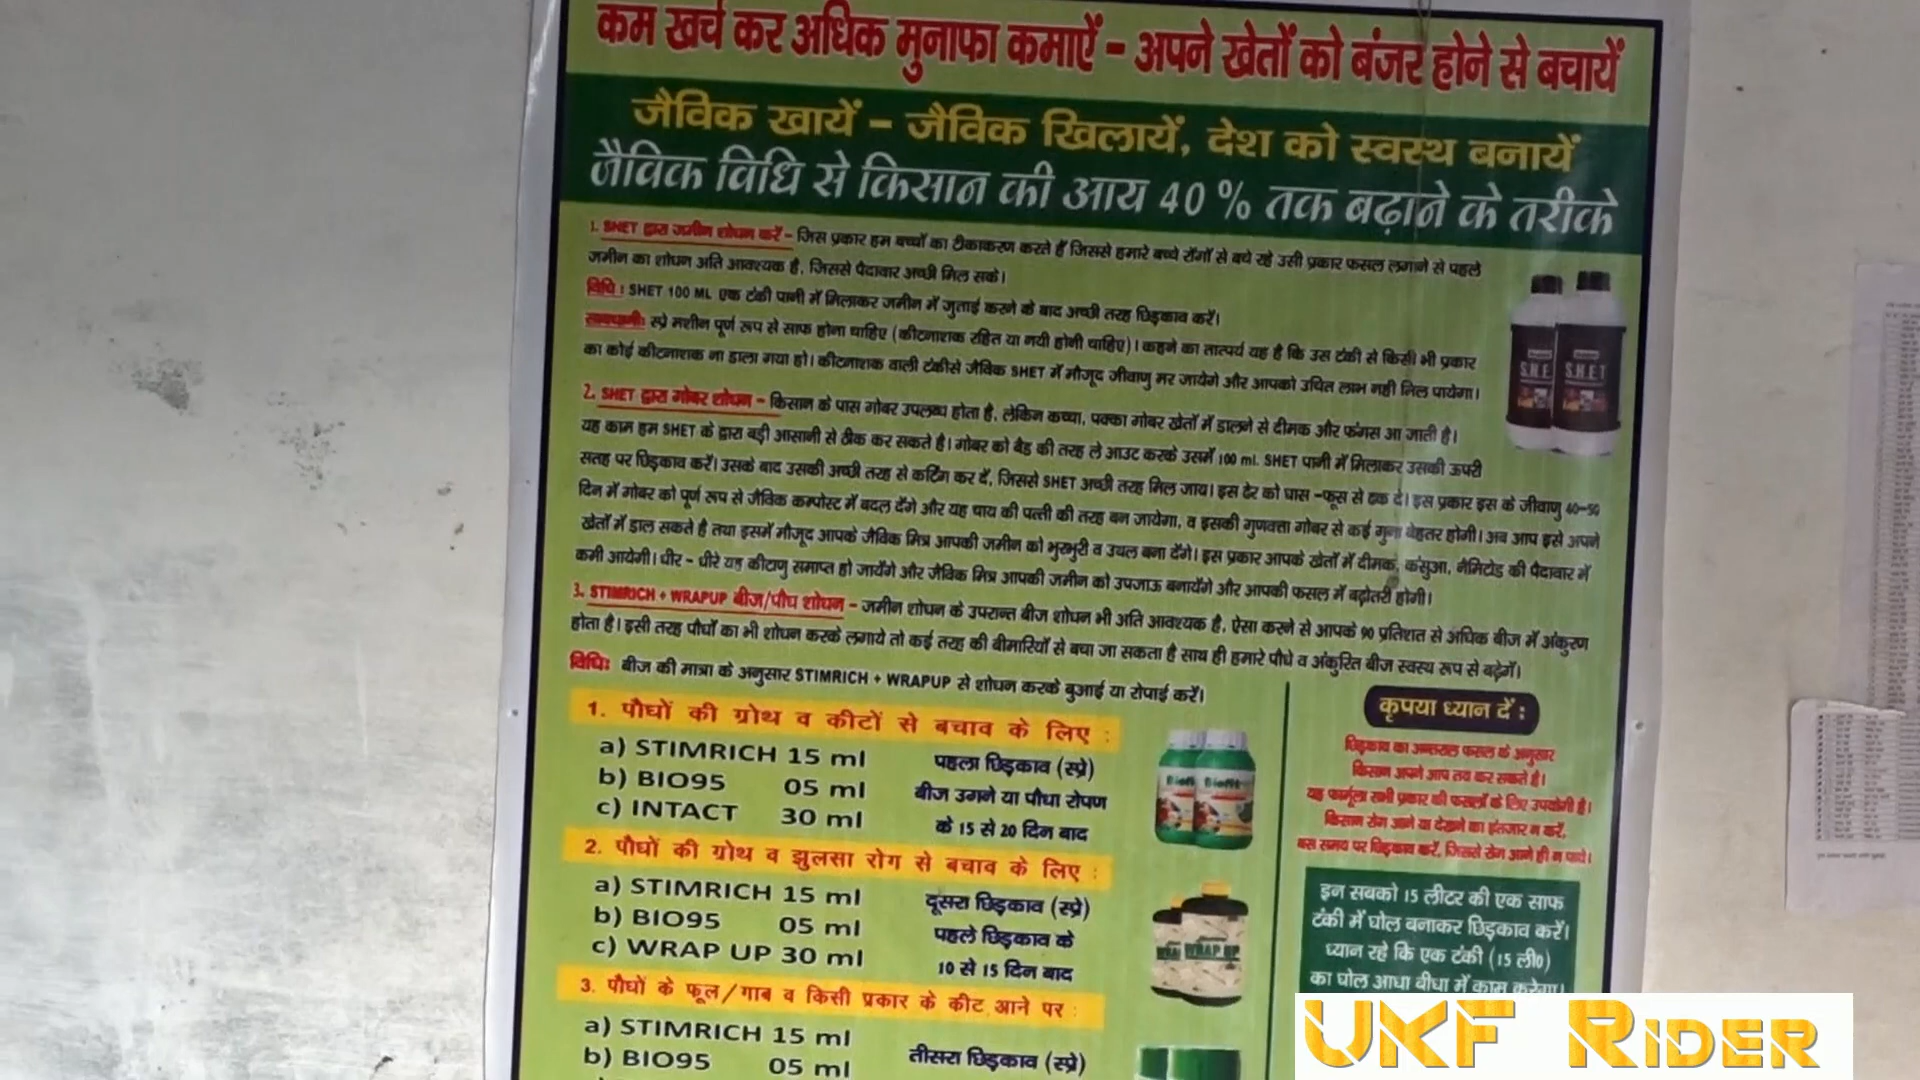 कम खर्च कर अधिक मुनाफा कमाऐं - अपने खेतों को बंजर होने से बचायें
जैविक खायें - जैविक खिलायें, देश को स्वस्थ बनायें
जैविक विधि से किसान की आय 40 % तक बढ़ाने के तरीके
1. SHET द्वारा जमीन शोधन करें - जिस प्रकार हम बच्चों का टीकाकरण करते हैं जिससे हमारे बच्चे रोंगों से बचे रहे उसी प्रकार फसल लगाने से पहले
जमीन का शोधन अति आवश्यक है, जिससे पैदावार अच्छी मिल सके।
विधि : SHET 100 ML एक टंकी पानी में मिलाकर जमीन में जुताई करने के बाद अच्छी तरह छिड़काव करें।
सावधानीः स्प्रे मशीन पूर्ण रूप से साफ होना चाहिए (कीटनाशक रहित या नयी होनी चाहिए)। कहने का तात्पर्य यह है कि उस टंकी से किसी भी प्रकार
का कोई कीटनाशक ना डाला गया हो। कीटनाशक वाली टंकीसे जैविक SHET में मौजूद जीवाणु मर जायेगे और आपको उचित लाभ नही मिल पायेगा।
2. SHET द्वारा गोबर शोधन - किसान के पास गोबर उपलब्ध होता है, लेकिन कच्चा, पक्का गोबर खेतों में डालने से दीमक और फंगस आ जाती है।
यह काम हम SHET के द्वारा बड़ी आसानी से ठीक कर सकते है। गोबर को बैड की तरह ले आउट करके उसमें 100 ml. SHET पानी में मिलाकर उसकी ऊपरी
सतह पर छिड़काव करें। उसके बाद उसकी अच्छी तरह से कटिंग कर दें, जिससे SHET अच्छी तरह मिल जाय। इस ढेर को घास -फूस से ढक दे। इस प्रकार इस के जीवाणु 40-50
दिन में गोबर को पूर्ण रूप से जैविक कम्पोस्ट में बदल देंगे और यह चाय की पत्ती की तरह बन जायेगा, व इसकी गुणवत्ता गोबर से कई गुना बेहतर होगी। अब आप इसे अपने
खेतों में डाल सकते है तथा इसमें मौजूद आपके जैविक मित्र आपकी जमीन को भुरभुरी व उथल बना देंगे। इस प्रकार आपके खेतों में दीमक, कंसुआ, नैमिटोड की पैदावार में
कमी आयेगी। धीर - धीरे यह कीटाणु समाप्त हो जायेंगे और जैविक मित्र आपकी जमीन को उपजाऊ बनायेंगे और आपकी फसल में बढ़ोतरी होगी।
3. STIMRICH + WRAPUP बीज/पौध शोधन - जमीन शोधन के उपरान्त बीज शोधन भी अति आवश्यक है, ऐसा करने से आपके 90 प्रतिशत से अधिक बीज में अंकुरण
होता है। इसी तरह पौधों का भी शोधन करके लगाये तो कई तरह की बीमारियों से बचा जा सकता है साथ ही हमारे पौधे व अंकुरित बीज स्वस्थ रूप से बढ़ेगें।
विधिः बीज की मात्रा के अनुसार STIMRICH + WRAPUP से शोधन करके बुआई या रोपाई करें।
1. पौघों की ग्रोथ व कीटों से बचाव के लिए :
a) STIMRICH 15 ml
b) BIO95 05 ml
c) INTACT 30 ml
पहला छिड़काव (स्प्रे)
बीज उगने या पौधा रोपण
के 15 से 20 दिन बाद
2. पौघों की ग्रोथ व झुलसा रोग से बचाव के लिए :
a) STIMRICH 15 ml
b) BIO95 05 ml
c) WRAP UP 30 ml
दूसरा छिड़काव (स्प्रे)
पहले छिड़काव के
10 से 15 दिन बाद
3. पौघों के फूल/गाब व किसी प्रकार के कीट आने पर :
a) STIMRICH 15 ml
b) BIO95 05 ml
तीसरा छिड़काव (स्प्रे)
SHET
WRAP UP
कृपया ध्यान दें :
छिड़काव का अन्तराल फसल के अनुसार
किसान अपने आप तय कर सकते है।
यह फार्मूला सभी प्रकार की फसलों के लिए उपयोगी है।
किसान रोग आने या देखने का इंतजार न करें,
बस समय पर छिड़काव करें, जिससे रोग आने ही न पाये।
इन सबको 15 लीटर की एक साफ
टंकी में घोल बनाकर छिड़काव करें।
ध्यान रहे कि एक टंकी (15 ली०)
का घोल आधा बीघा में काम करेगा।
UKF RIDER